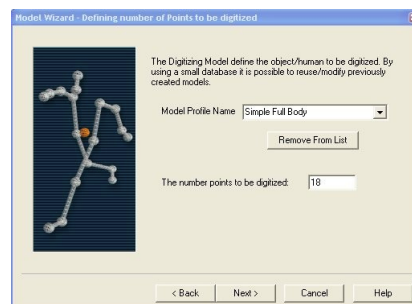 Model Wizard - Defining number of Points to be digitized
The Digitizing Model define the object/human to be digitized. By
using a small database it is possible to reuse/modify previously
created models.
Model Profile Name
Simple Full Body
Remove From List
The number points to be digitized:
18
< Back
Next >
Cancel
Help